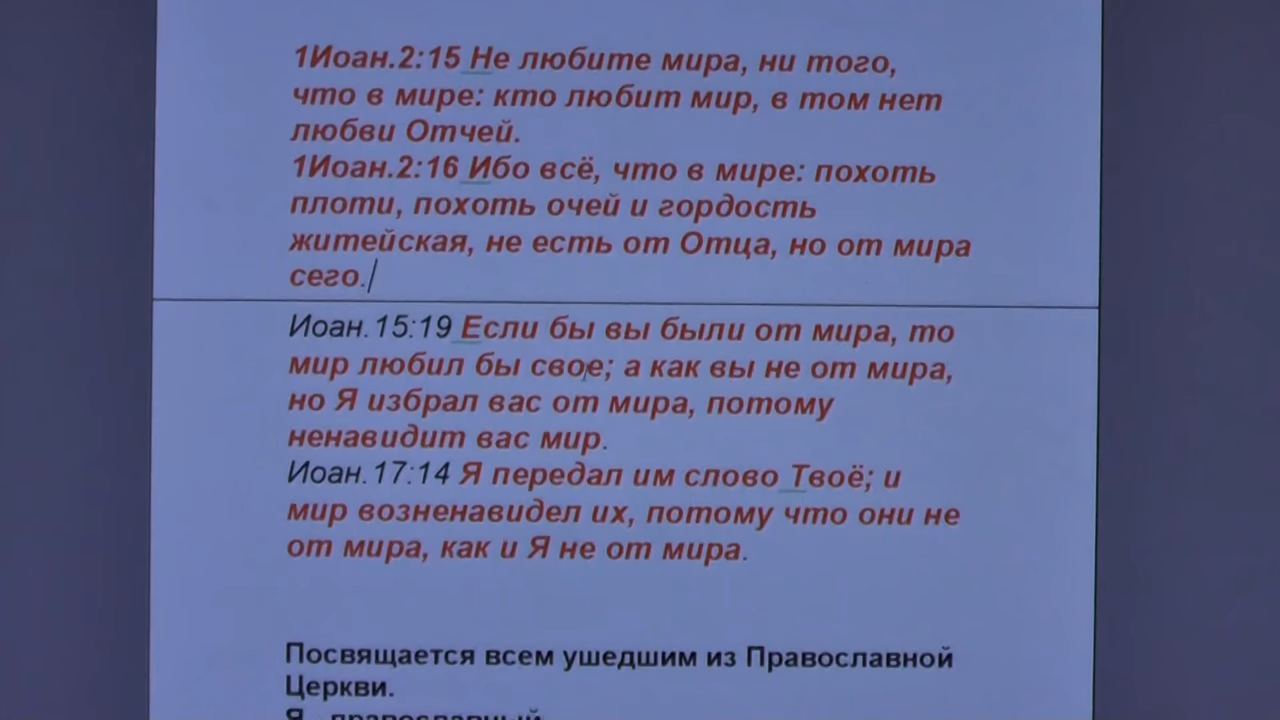 1Иоан.2:15 Не любите мира, ни того,
что в мире: кто любит мир, в том нет
любви Отчей.
1Иоан.2:16 Ибо всё, что в мире: похоть
плоти, похоть очей и гордость
житейская, не есть от Отца, но от мира
сего.
Иоан.15:19 Если бы вы были от мира, то
мир любил бы свое; а как вы не от мира,
но Я избрал вас от мира, потому
ненавидит вас мир.
Иоан.17:14 Я передал им слово Твоё; и
мир возненавидел их, потому что они не
от мира, как и Я не от мира.
Посвящается всем ушедшим из Православной
Церкви.
Я - православный